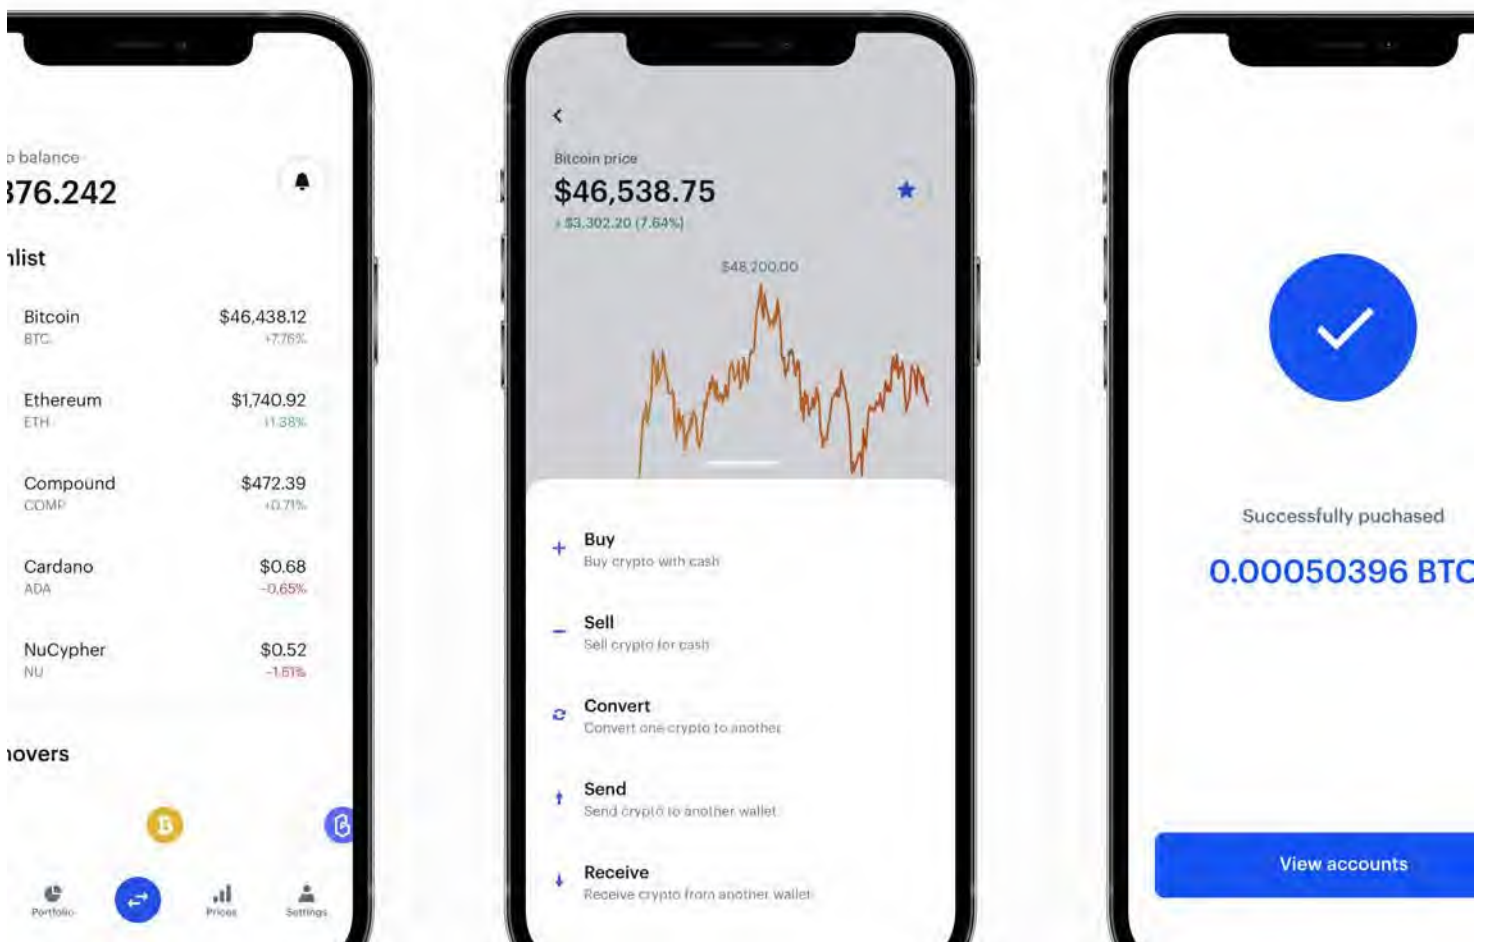 balance
376.242
Bitcoin
$46,438.12
BTC
+7.76%
Ethereum
$1,740.92
ETH
+1.38%
Compound
$472.39
COMP
+0.71%
Cardano
$0.68
ADA
-0.65%
NuCypher
$0.52
NU
-1.61%
Portfolio
Prices
Settings
Bitcoin price
$46,538.75
$3,302.20 (7.64%)
$48,200.00
Buy
Buy crypto with cash
Sell
Sell crypto for cash
Convert
Convert one crypto to another
Send
Send crypto to another wallet
Receive
Receive crypto from another wallet
Successfully puchased
0.00050396 BTC
View accounts